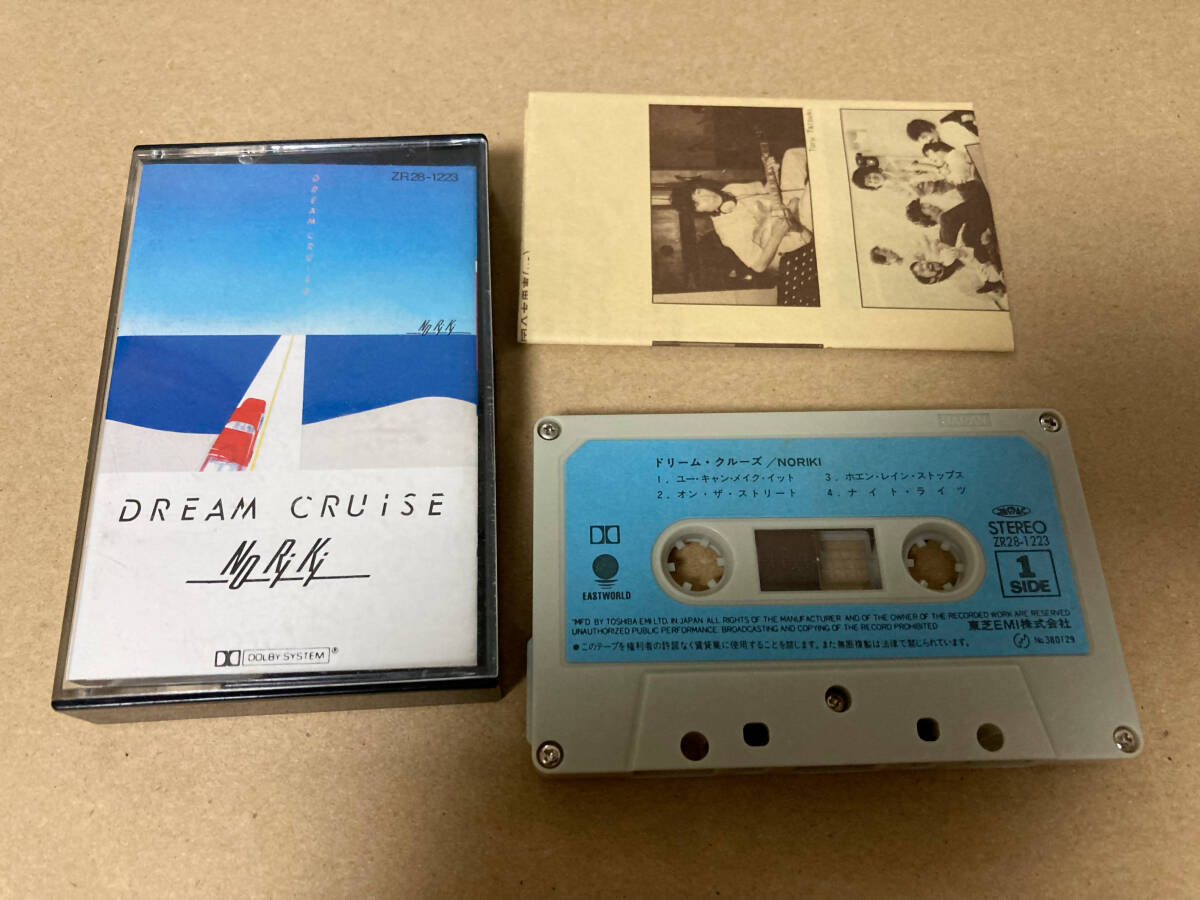 ZR28-1223
DREAM CRUISE
NORiKi
DREAM CRUiSE
NORiKi
DOLBY SYSTEM®
ドリーム・クルーズ/NORIKI
1. ユー・キャン・メイク・イット
2. オン・ザ・ストリート
3. ホエン・レイン・ストップス
4. ナイト・ライツ
STEREO
ZR28-1223
1
SIDE
EASTWORLD
"MFD BY TOSHIBA EMI LTD. IN JAPAN. ALL RIGHTS OF THE MANUFACTURER AND OF THE OWNER OF THE RECORDED WORK ARE RESERVED
UNAUTHORIZED PUBLIC PERFORMANCE. BROADCASTING AND COPYING OF THE RECORD PROHIBITED
東芝EMI株式会社
●このテープを権利者の許諾なく賃貸業に使用することを禁じます。また無断複製は法律で禁じられています。
№380129